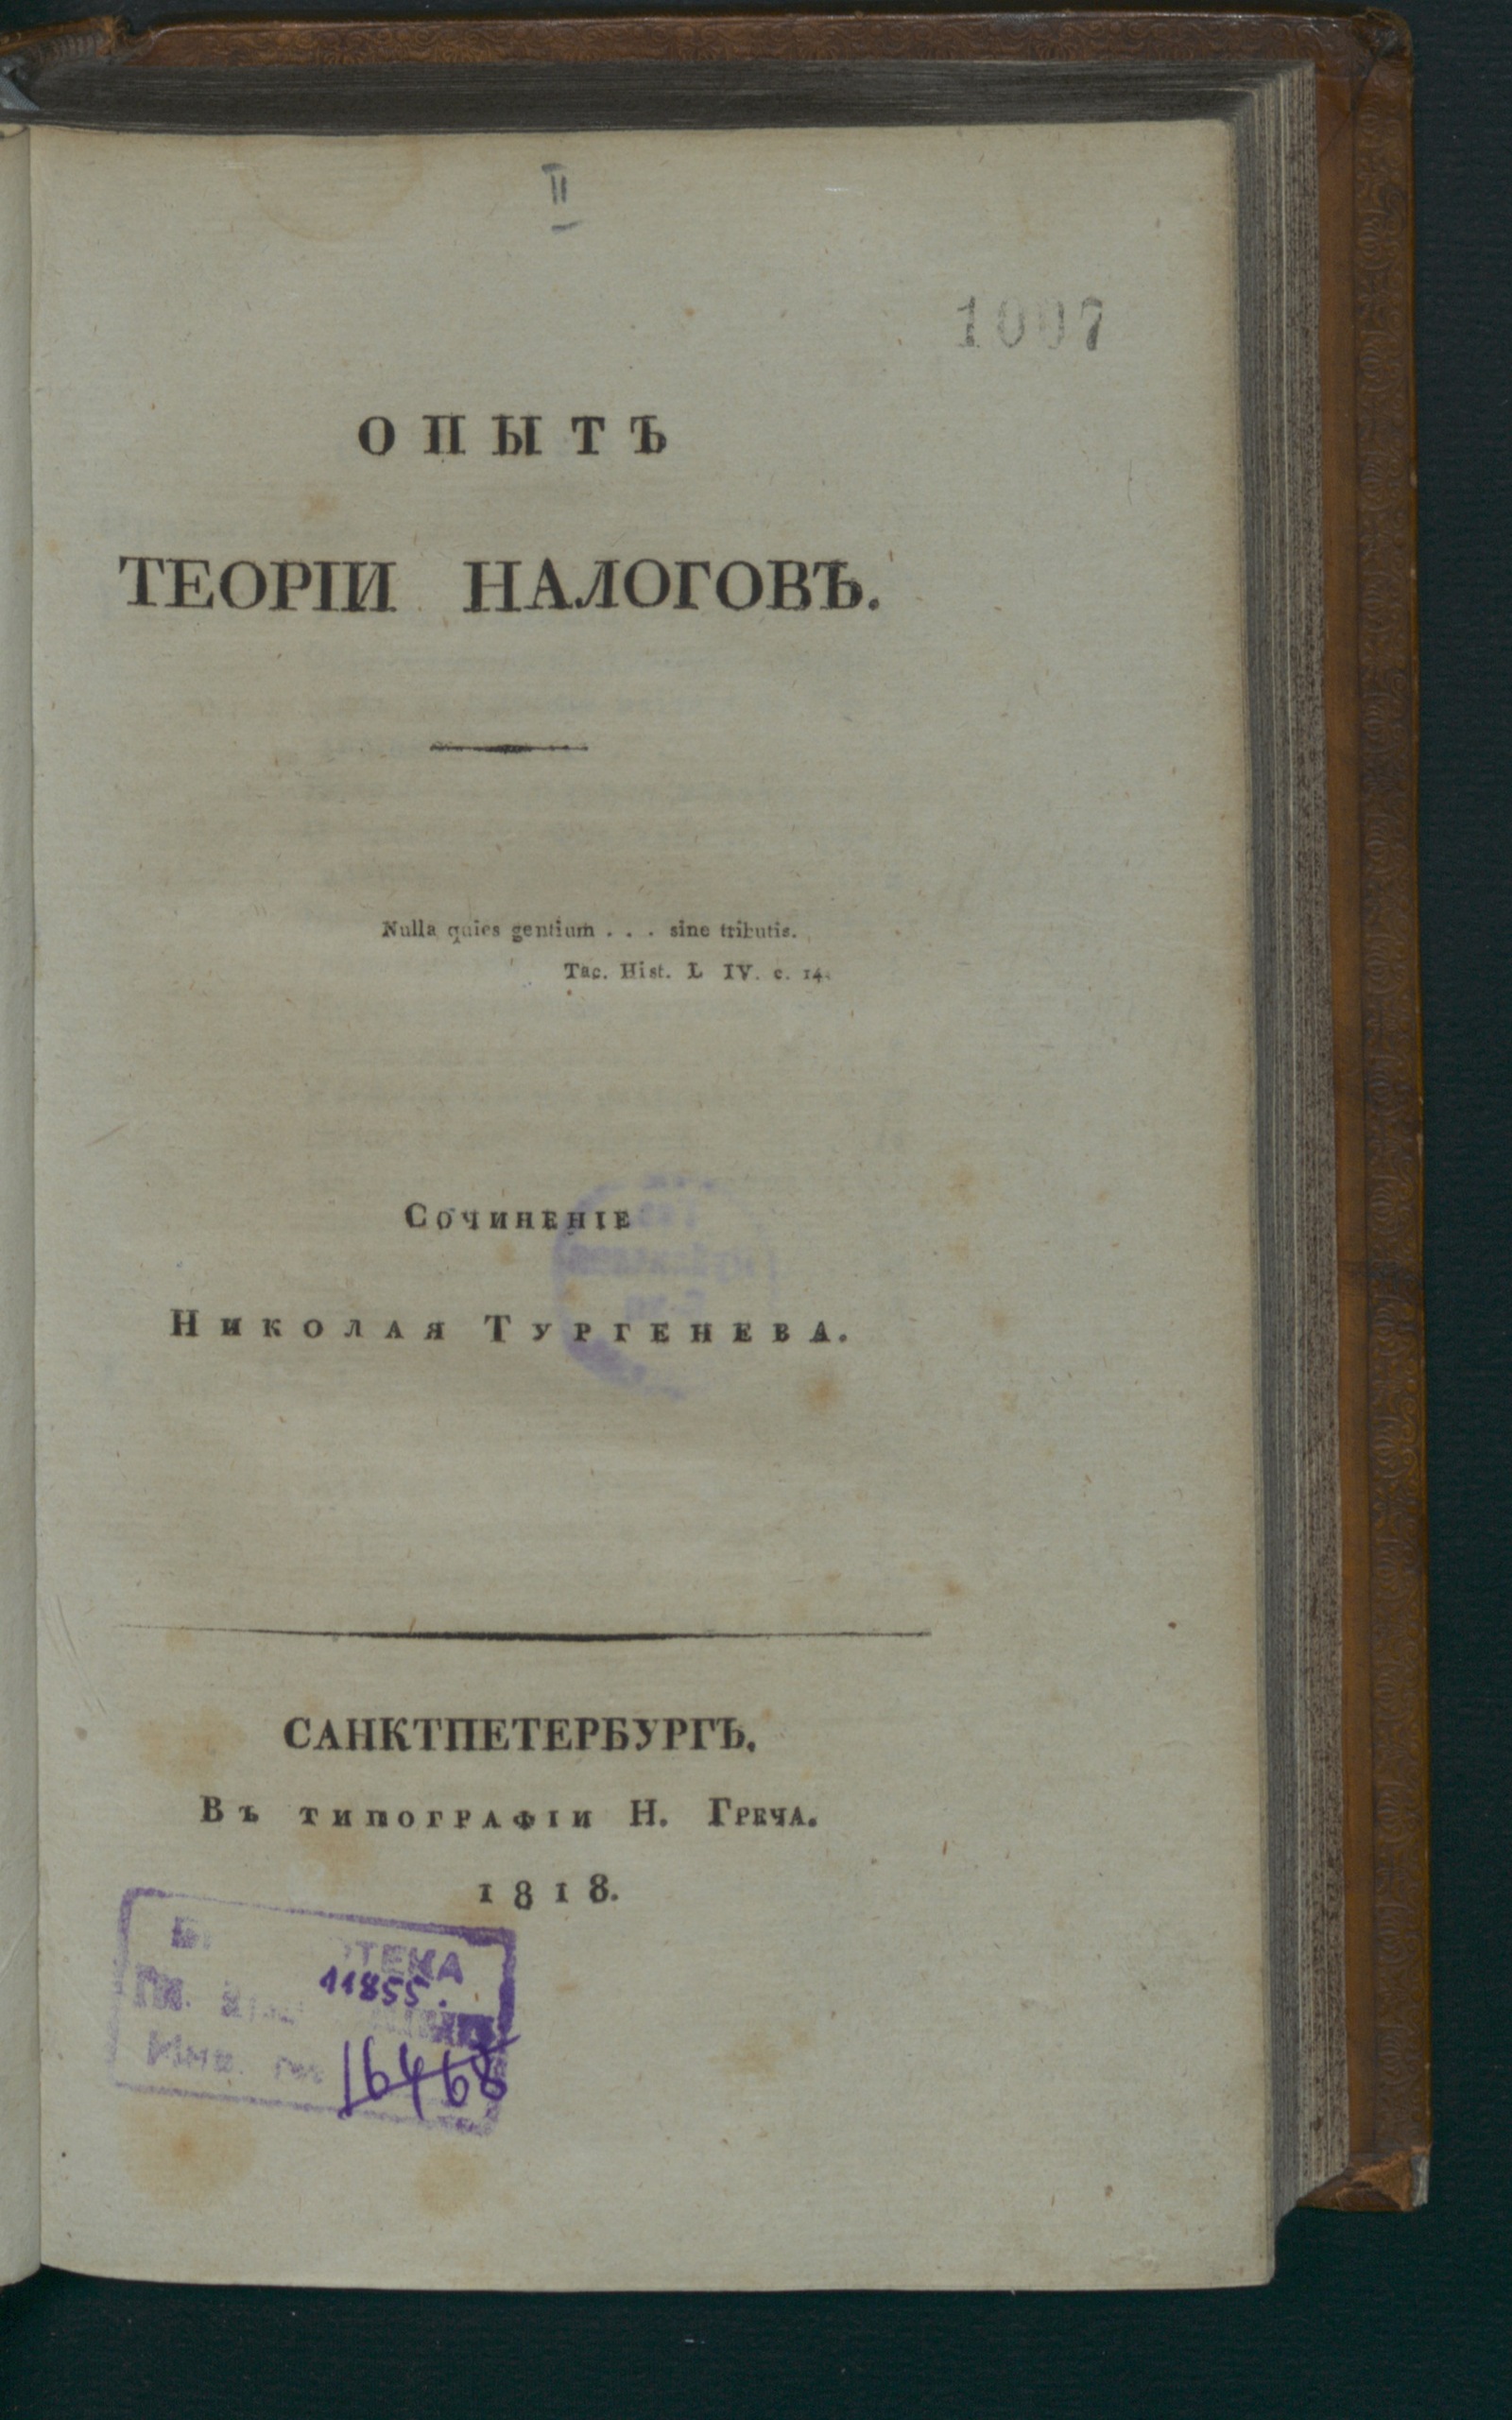 II
1007
ОПЫТЪ
ТЕОРІИ НАЛОГОВЪ.
Nulla quies gentium . . . sine tributis.
Tac. Hist. L IV. c. 14.
Сочиненіе
Николая Тургенева.
САНКТПЕТЕРБУРГЪ.
Въ типографіи Н. Греча.
1818.
11855.
16468